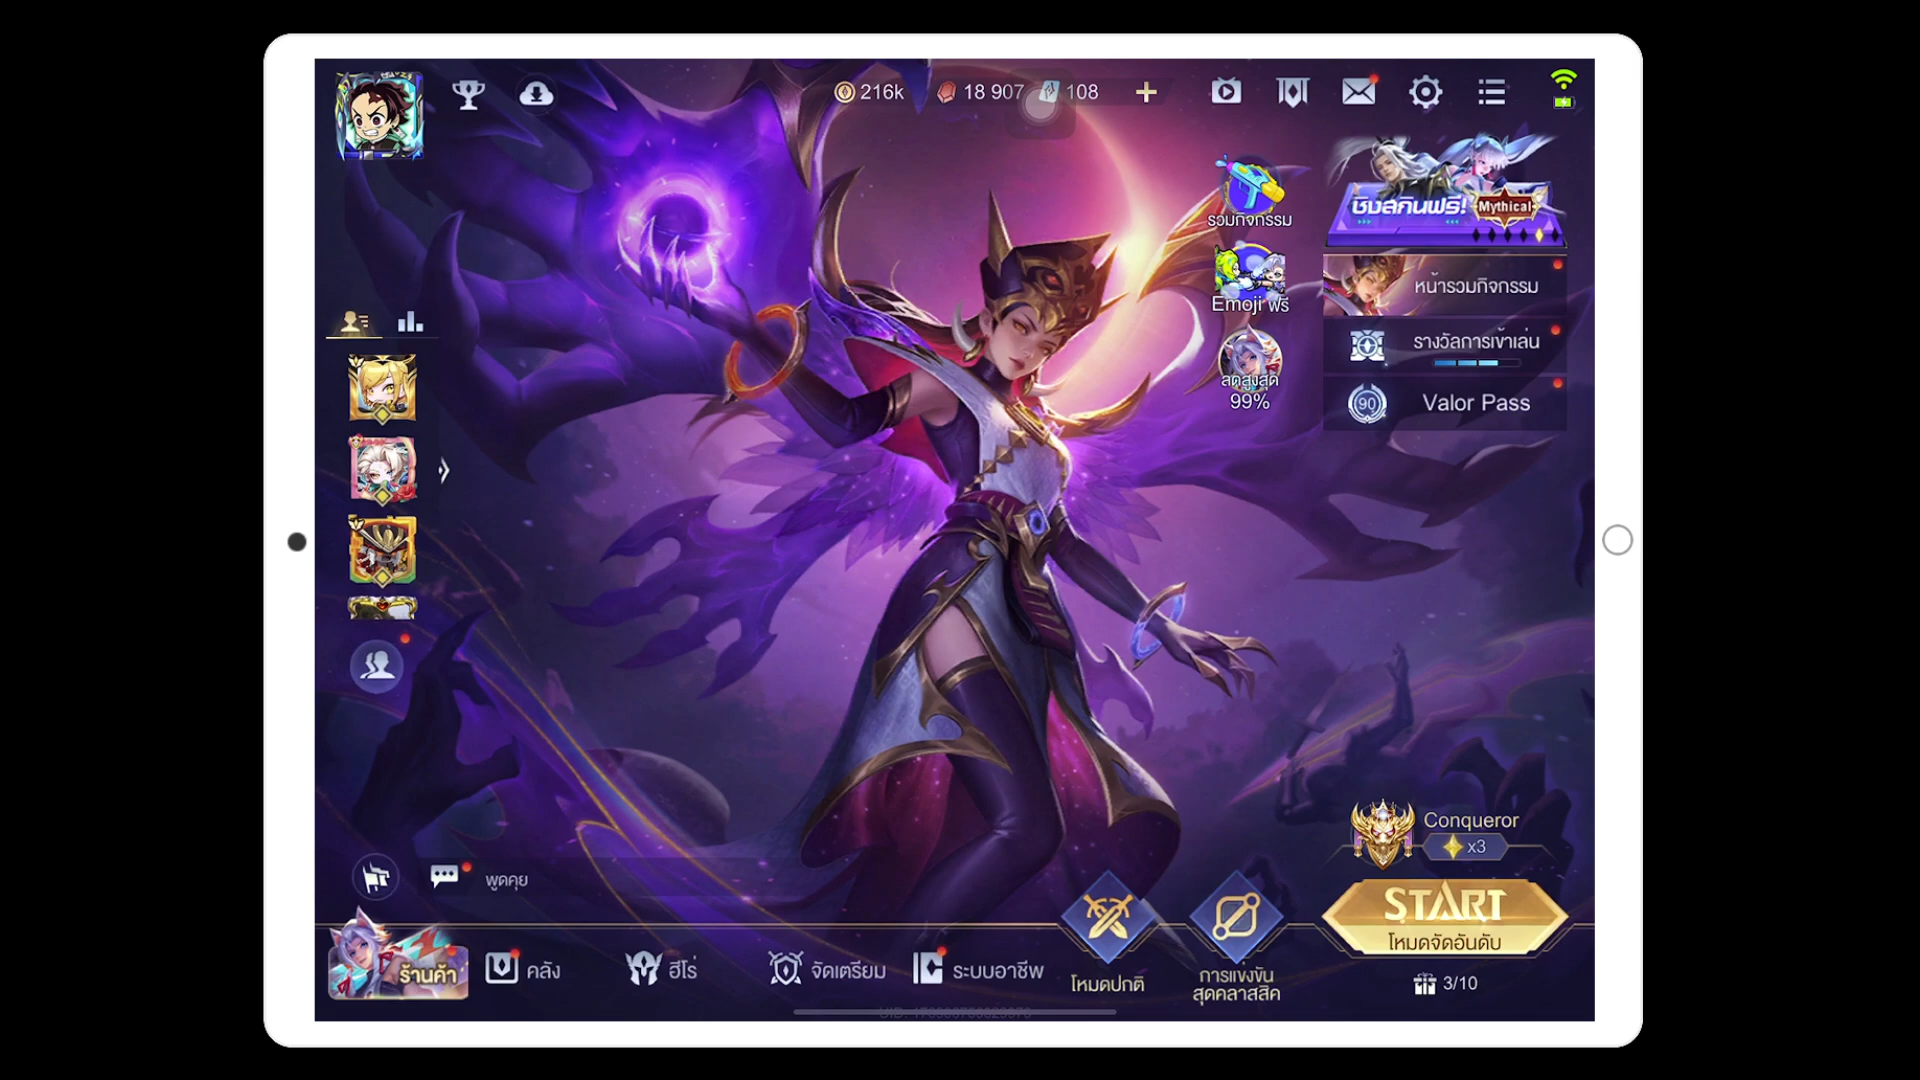 216k
18 907
108
รวมกิจกรรม
ชิงสกินฟรี!
Mythical
Emoji ฟรี
หน้ารวมกิจกรรม
รางวัลการเข้าเล่น
ลดสูงสุด
99%
90
Valor Pass
Conqueror
x3
พูดคุย
START
โหมดจัดอันดับ
ร้านค้า
คลัง
ฮีโร่
จัดเตรียม
ระบบอาชีพ
โหมดปกติ
การแข่งขัน
สุดคลาสสิค
3/10